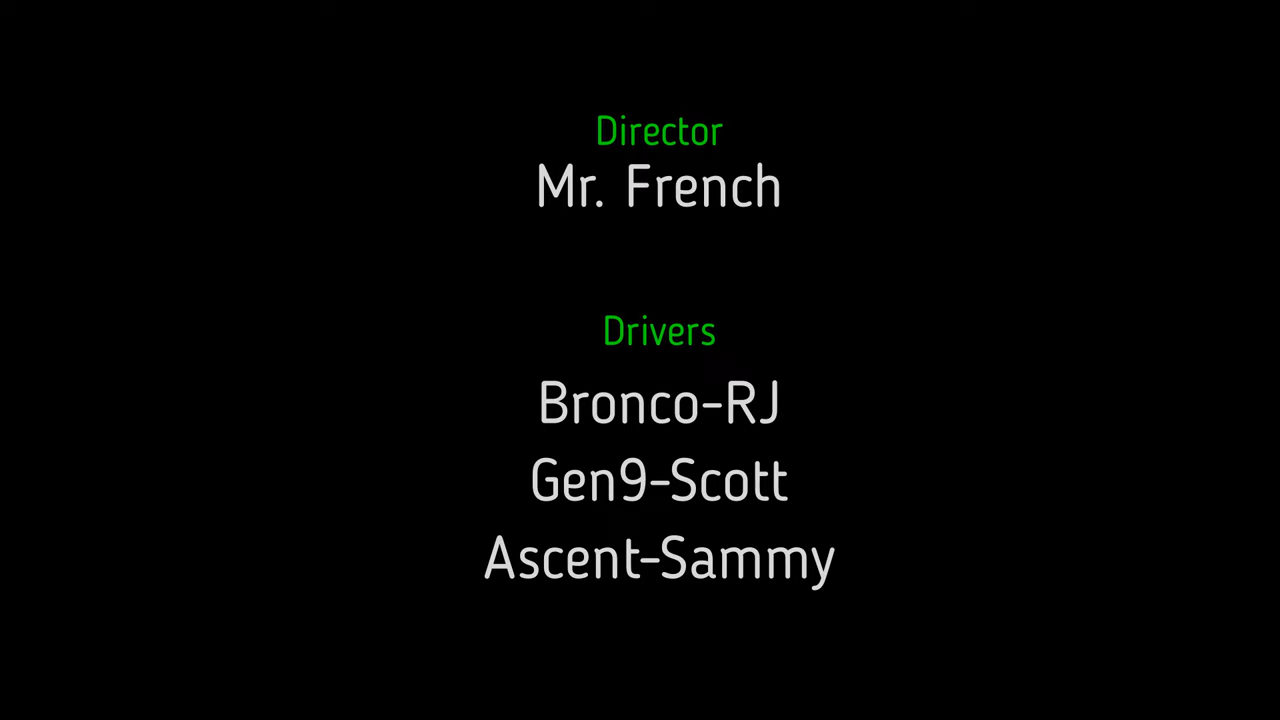 Director
Mr. French
Drivers
Bronco-RJ
Gen9-Scott
Ascent-Sammy